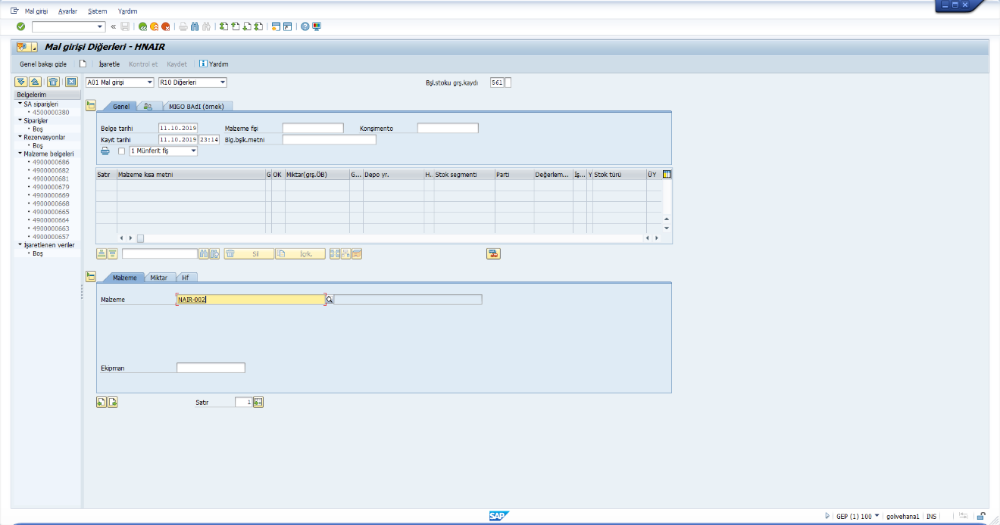 Mal girişi Ayarlar Sistem Yardım
Mal girişi Diğerleri - HNAIR
Genel bakışı gizle İşaretle Kontrol et Kaydet Yardım
A01 Mal girişi R10 Diğerleri Bşl.stoku grş.kaydı 561
Belgelerim
SA siparişleri
4500000380
Siparişler
Boş
Rezervasyonlar
Boş
Malzeme belgeleri
4900000686
4900000682
4900000681
4900000679
4900000669
4900000668
4900000665
4900000664
4900000663
4900000657
İşaretlenen veriler
Boş
Genel MIGO BAdI (örnek)
Belge tarihi 11.10.2019 Malzeme fişi Konşimento
Kayıt tarihi 11.10.2019 23:14 Blg.bşlk.metni
1 Münferit fiş
Satır Malzeme kısa metni G OK Miktar(grş.ÖB) G... Depo yr. H.. Stok segmenti Parti Değerlem... İş... Y Stok türü ÜY
Sil İçrk.
Malzeme Miktar Hf
Malzeme NAIR-002
Ekipman
Satır 1
SAP GEP (1) 100 golivehana1 INS